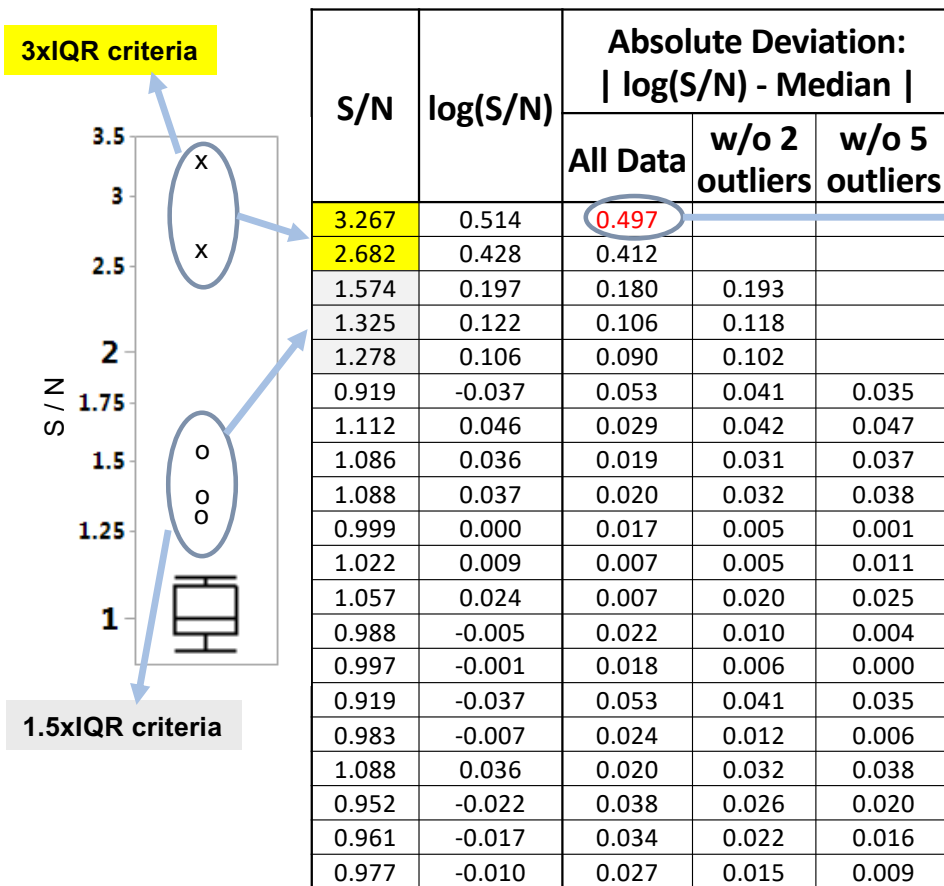 3xIQR criteria
3.5
x
3
x
2.5
2
S / N
1.75
o
1.5
o
o
1.25
1
1.5xIQR criteria
S/N log(S/N) Absolute Deviation:
| log(S/N) - Median |
All Data w/o 2 outliers w/o 5 outliers
3.267 0.514 0.497
2.682 0.428 0.412
1.574 0.197 0.180 0.193
1.325 0.122 0.106 0.118
1.278 0.106 0.090 0.102
0.919 -0.037 0.053 0.041 0.035
1.112 0.046 0.029 0.042 0.047
1.086 0.036 0.019 0.031 0.037
1.088 0.037 0.020 0.032 0.038
0.999 0.000 0.017 0.005 0.001
1.022 0.009 0.007 0.005 0.011
1.057 0.024 0.007 0.020 0.025
0.988 -0.005 0.022 0.010 0.004
0.997 -0.001 0.018 0.006 0.000
0.919 -0.037 0.053 0.041 0.035
0.983 -0.007 0.024 0.012 0.006
1.088 0.036 0.020 0.032 0.038
0.952 -0.022 0.038 0.026 0.020
0.961 -0.017 0.034 0.022 0.016
0.977 -0.010 0.027 0.015 0.009